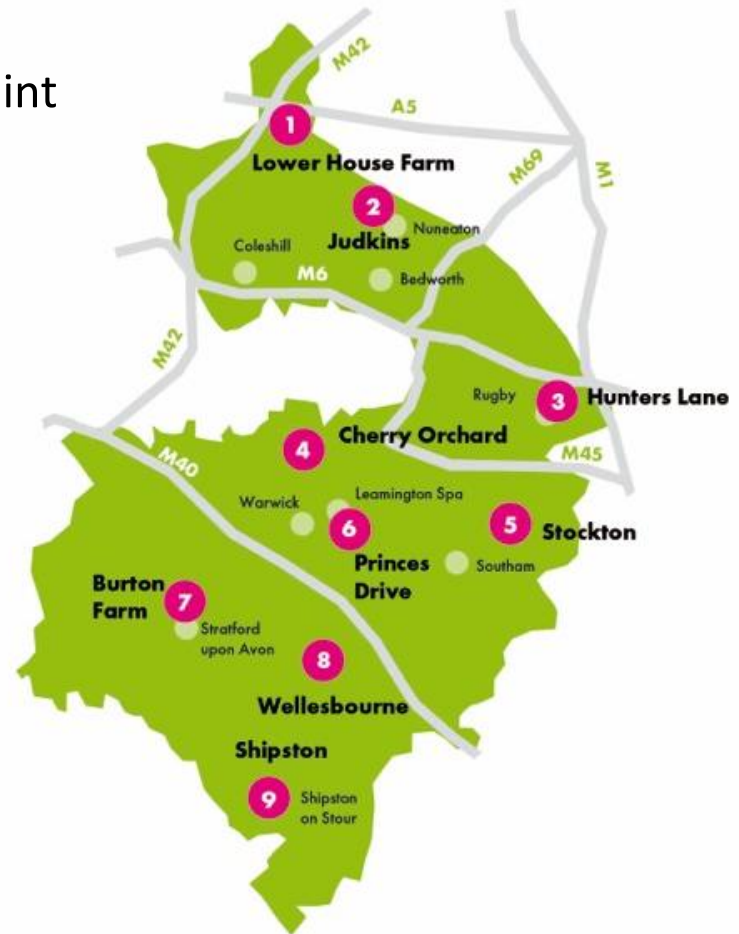 int
M42
A5
1
Lower House Farm
M69
M1
2
Nuneaton
Judkins
Coleshill
M6
Bedworth
M42
Rugby
3
Hunters Lane
Cherry Orchard
4
M45
M40
Warwick
Leamington Spa
6
5
Stockton
Princes
Drive
Southam
Burton
Farm
7
Stratford
upon Avon
8
Wellesbourne
Shipston
9
Shipston
on Stour